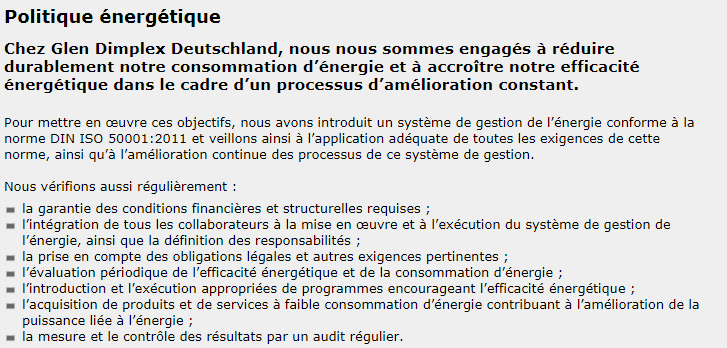 Politique énergétique
Chez Glen Dimplex Deutschland, nous nous sommes engagés à réduire
durablement notre consommation d’énergie et à accroître notre efficacité
énergétique dans le cadre d’un processus d’amélioration constant.
Pour mettre en œuvre ces objectifs, nous avons introduit un système de gestion de l’énergie conforme à la
norme DIN ISO 50001:2011 et veillons ainsi à l’application adéquate de toutes les exigences de cette
norme, ainsi qu’à l’amélioration continue des processus de ce système de gestion.
Nous vérifions aussi régulièrement :
la garantie des conditions financières et structurelles requises ;
l’intégration de tous les collaborateurs à la mise en œuvre et à l’exécution du système de gestion de
l’énergie, ainsi que la définition des responsabilités ;
la prise en compte des obligations légales et autres exigences pertinentes ;
l’évaluation périodique de l’efficacité énergétique et de la consommation d’énergie ;
l’introduction et l’exécution appropriées de programmes encourageant l’efficacité énergétique ;
l’acquisition de produits et de services à faible consommation d’énergie contribuant à l’amélioration de la
puissance liée à l’énergie ;
la mesure et le contrôle des résultats par un audit régulier.